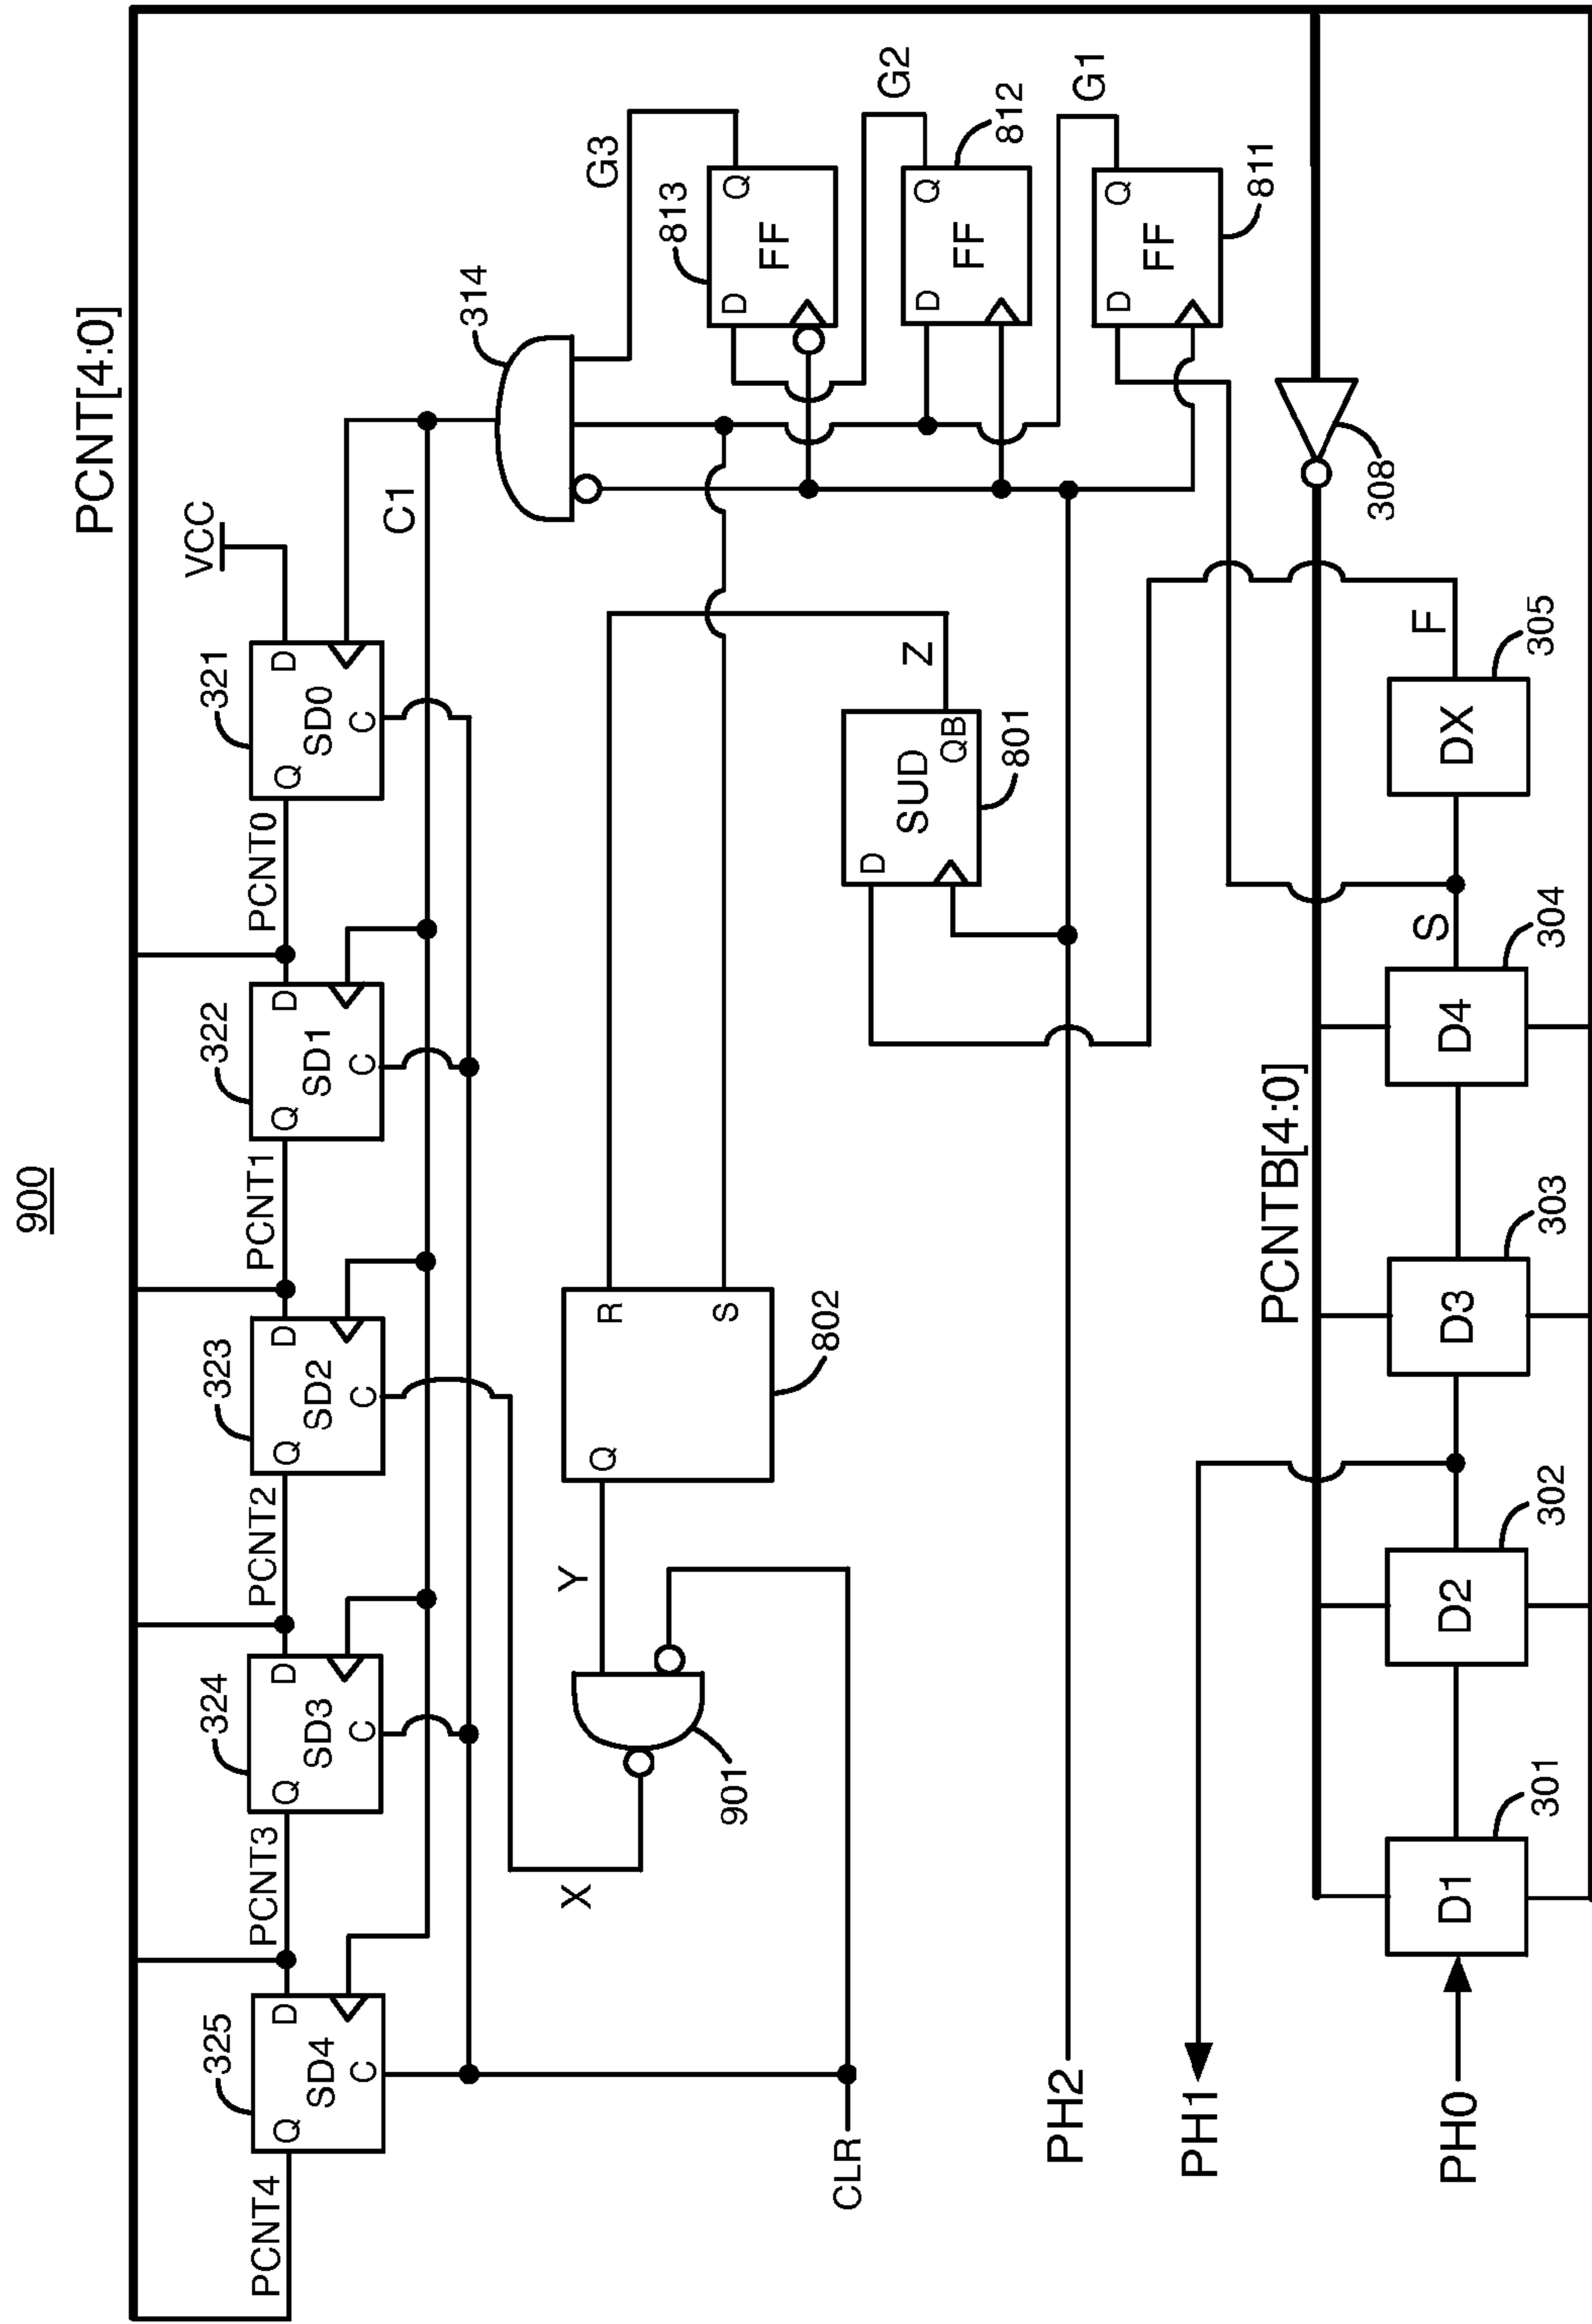 900
PCNT[4:0]
VCC
321
D
SD0
Q
C
PCNT0
322
D
SD1
Q
C
PCNT1
323
D
SD2
Q
C
PCNT2
324
D
SD3
Q
C
PCNT3
325
D
SD4
Q
C
PCNT4
C1
314
G3
813
D
Q
FF
G2
812
D
Q
FF
G1
811
D
Q
FF
Z
D
SUD
QB
801
R
S
Q
802
Y
901
X
CLR
PH2
PH1
PH0
PCNTB[4:0]
308
D1
301
D2
302
D3
303
D4
304
S
DX
305
F